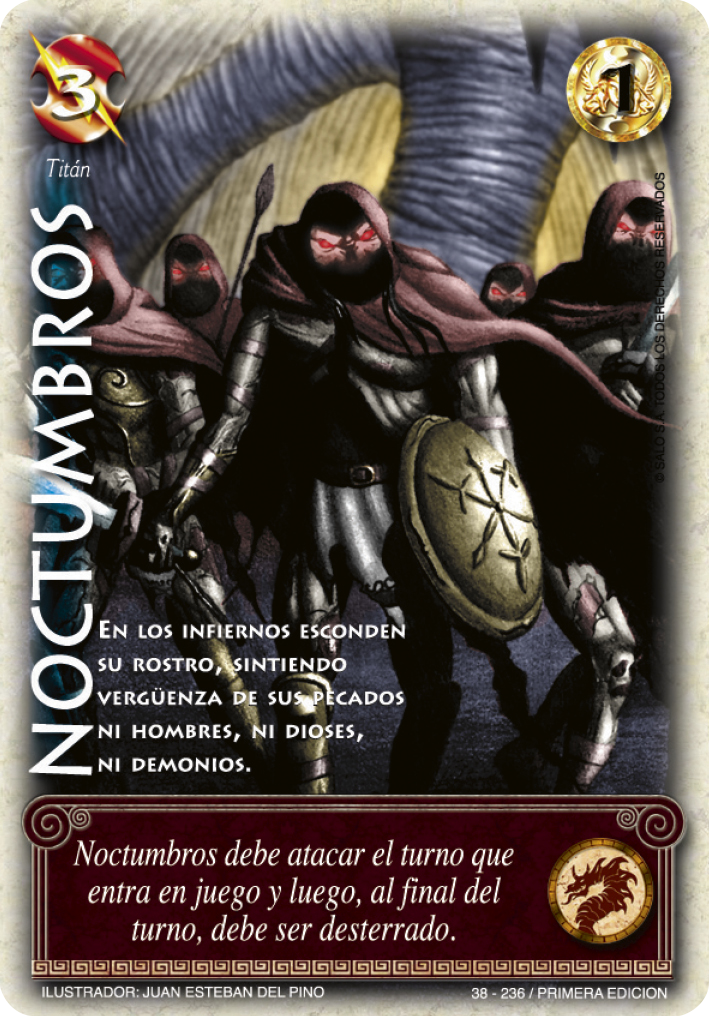 3
1
Titán
NOCTUMBROS
© SALO S.A. TODOS LOS DERECHOS RESERVADOS
EN LOS INFIERNOS ESCONDEN
SU ROSTRO, SINTIENDO
VERGÜENZA DE SUS PECADOS
NI HOMBRES, NI DIOSES,
NI DEMONIOS.
Noctumbros debe atacar el turno que
entra en juego y luego, al final del
turno, debe ser desterrado.
ILUSTRADOR: JUAN ESTEBAN DEL PINO
38 - 236 / PRIMERA EDICION